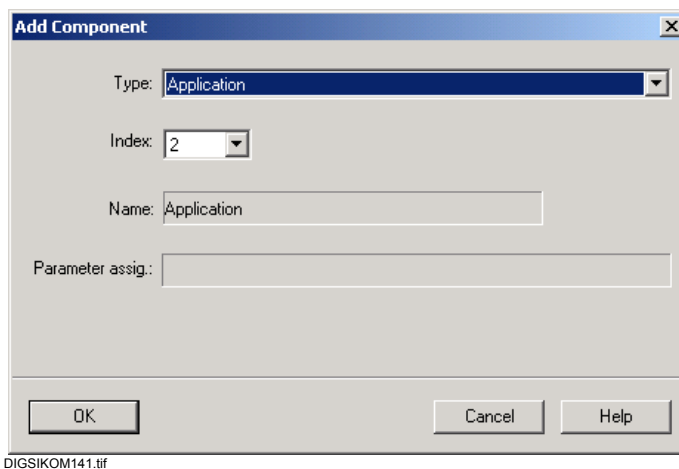 Add Component
Type: Application
Index: 2
Name: Application
Parameter assig.:
OK Cancel Help
DIGSIKOM141.tif